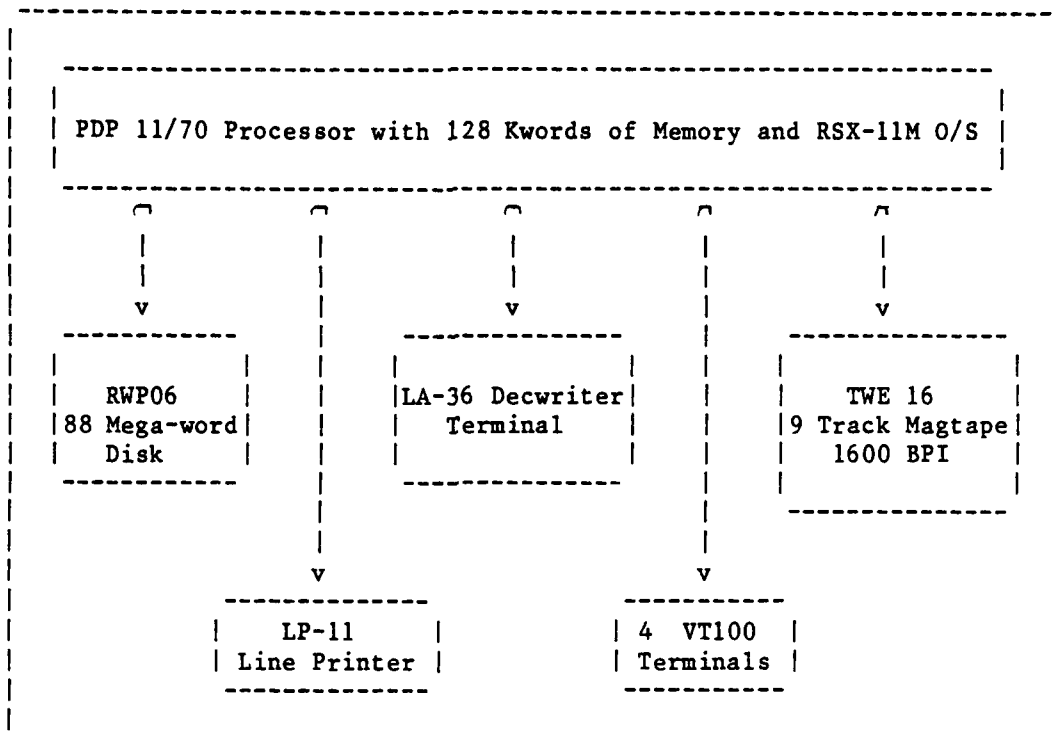 PDP 11/70 Processor with 128 Kwords of Memory and RSX-11M O/S
RWP06
88 Mega-word
Disk
LA-36 Decwriter
Terminal
TWE 16
9 Track Magtape
1600 BPI
LP-11
Line Printer
4 VT100
Terminals